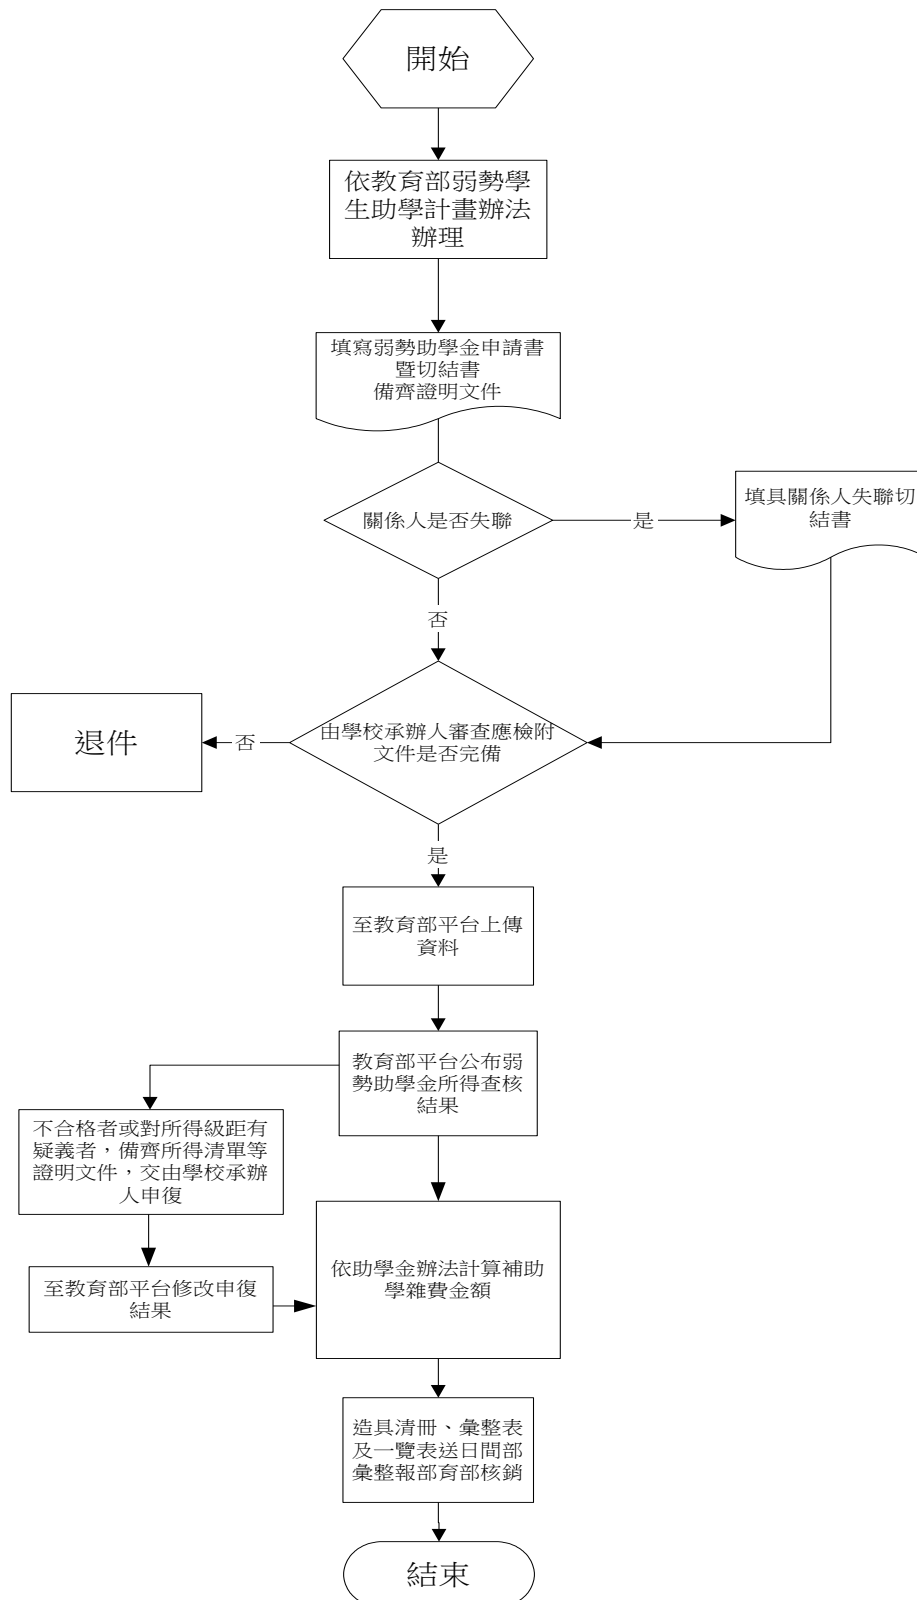 開始
依教育部弱勢學
生助學計畫辦法
辦理
填寫弱勢助學金申請書
暨切結書
備齊證明文件
關係人是否失聯
是
填具關係人失聯切
結書
否
由學校承辦人審查應檢附
文件是否完備
否
退件
是
至教育部平台上傳
資料
教育部平台公布弱
勢助學金所得查核
結果
不合格者或對所得級距有
疑義者，備齊所得清單等
證明文件，交由學校承辦
人申復
至教育部平台修改申復
結果
依助學金辦法計算補助
學雜費金額
造具清冊、彙整表
及一覽表送日間部
彙整報部育部核銷
結束